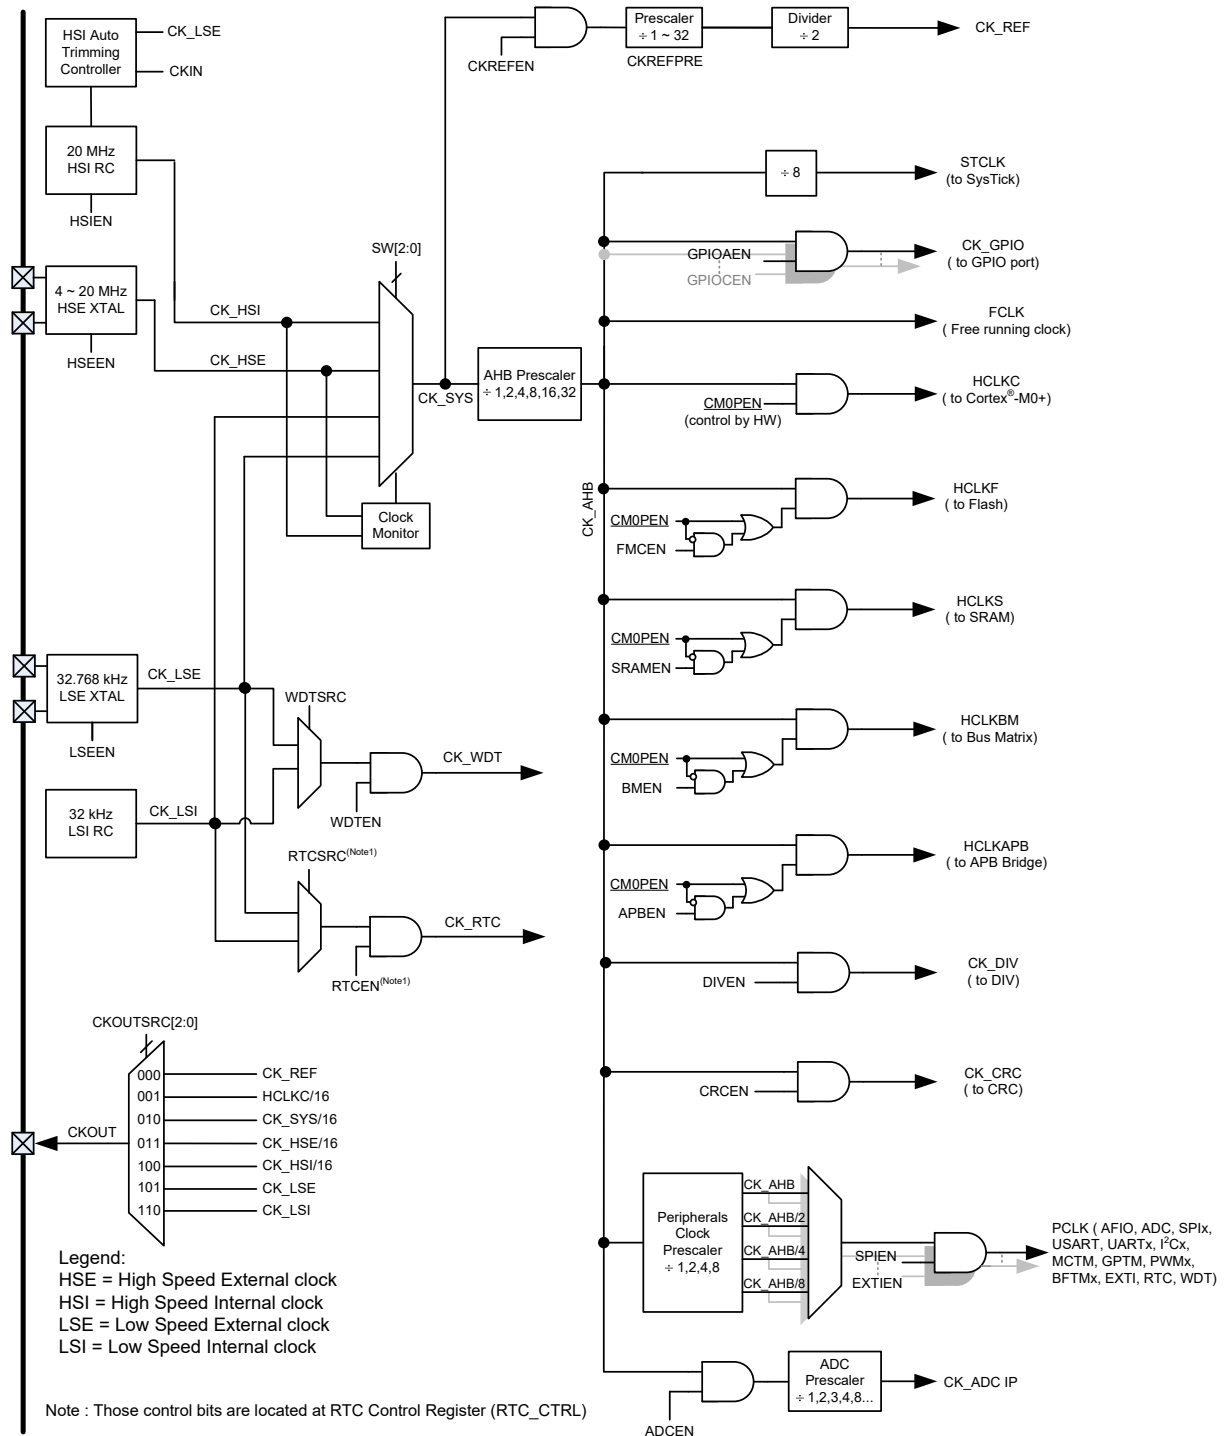 HSI Auto
Trimming
Controller
CK_LSE
CKIN
20 MHz
HSI RC
HSIEN
4 ~ 20 MHz
HSE XTAL
HSEEN
CK_HSI
CK_HSE
SW[2:0]
CK_SYS
Clock
Monitor
CKREFEN
Prescaler
÷ 1 ~ 32
CKREFPRE
Divider
÷ 2
CK_REF
AHB Prescaler
÷ 1,2,4,8,16,32
CK_AHB
÷ 8
STCLK
(to SysTick)
GPIOAEN
GPIOCEN
CK_GPIO
( to GPIO port)
FCLK
( Free running clock)
CM0PEN
(control by HW)
HCLKC
( to Cortex®-M0+)
CM0PEN
FMCEN
HCLKF
( to Flash)
CM0PEN
SRAMEN
HCLKS
( to SRAM)
CM0PEN
BMEN
HCLKBM
( to Bus Matrix)
CM0PEN
APBEN
HCLKAPB
( to APB Bridge)
DIVEN
CK_DIV
( to DIV)
CRCEN
CK_CRC
( to CRC)
32.768 kHz
LSE XTAL
LSEEN
CK_LSE
32 kHz
LSI RC
CK_LSI
WDTSRC
WDTEN
CK_WDT
RTCSRC(Note1)
RTCEN(Note1)
CK_RTC
CKOUTSRC[2:0]
CKOUT
000 CK_REF
001 HCLKC/16
010 CK_SYS/16
011 CK_HSE/16
100 CK_HSI/16
101 CK_LSE
110 CK_LSI
Peripherals
Clock
Prescaler
÷ 1,2,4,8
CK_AHB
CK_AHB/2
CK_AHB/4
CK_AHB/8
SPIEN
EXTIEN
PCLK ( AFIO, ADC, SPIx,
USART, UARTx, I²Cx,
MCTM, GPTM, PWMx,
BFTMx, EXTI, RTC, WDT)
ADCEN
ADC
Prescaler
÷ 1,2,3,4,8...
CK_ADC IP
Legend:
HSE = High Speed External clock
HSI = High Speed Internal clock
LSE = Low Speed External clock
LSI = Low Speed Internal clock
Note : Those control bits are located at RTC Control Register (RTC_CTRL)